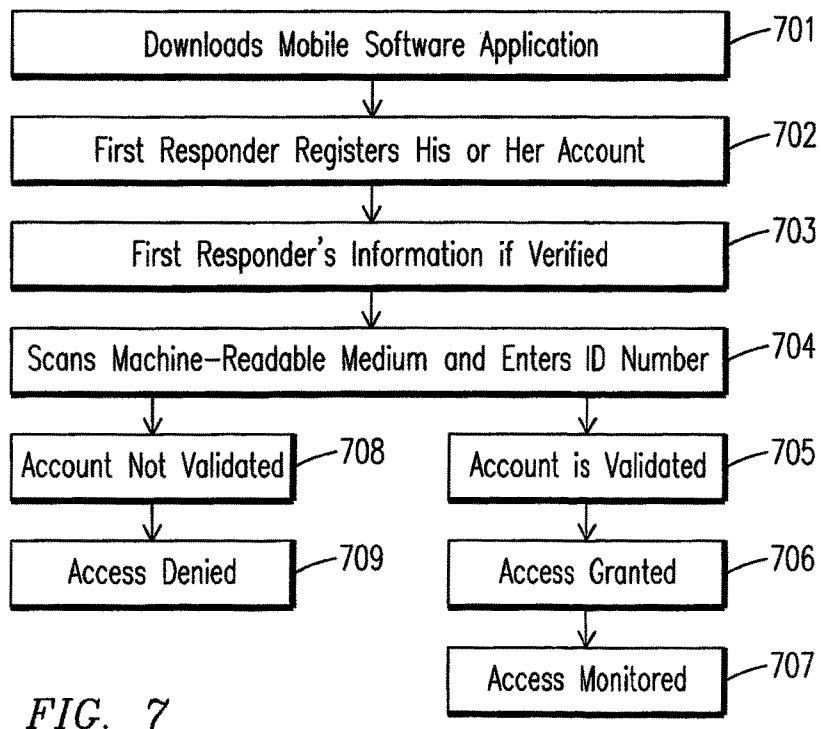 Downloads Mobile Software Application
701
First Responder Registers His or Her Account
702
First Responder's Information if Verified
703
Scans Machine-Readable Medium and Enters ID Number
704
Account Not Validated
708
Account is Validated
705
Access Denied
709
Access Granted
706
Access Monitored
707
FIG. 7